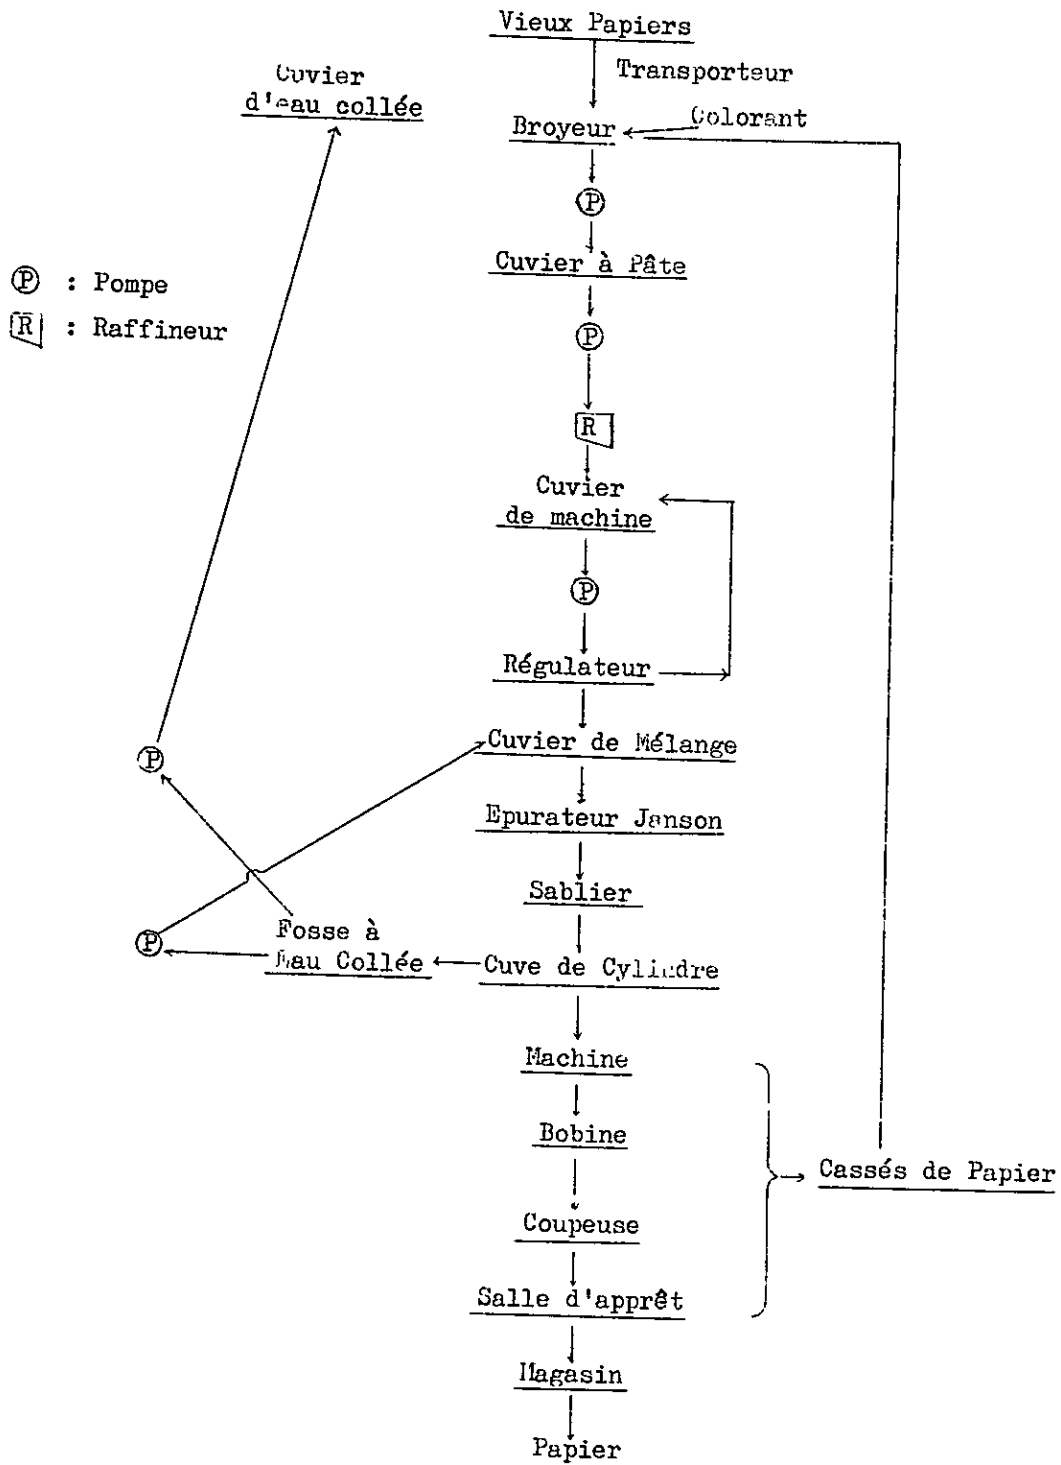 Vieux Papiers
Transporteur
Cuvier
d'eau collée
Colorant
Broyeur
P
Cuvier à Pâte
P : Pompe
R : Raffineur
P
R
Cuvier
de machine
P
Régulateur
Cuvier de Mélange
P
Epurateur Janson
Sablier
Fosse à
Eau Collée
P
Cuve de Cylindre
Machine
Bobine
Cassés de Papier
Coupeuse
Salle d'apprêt
Magasin
Papier